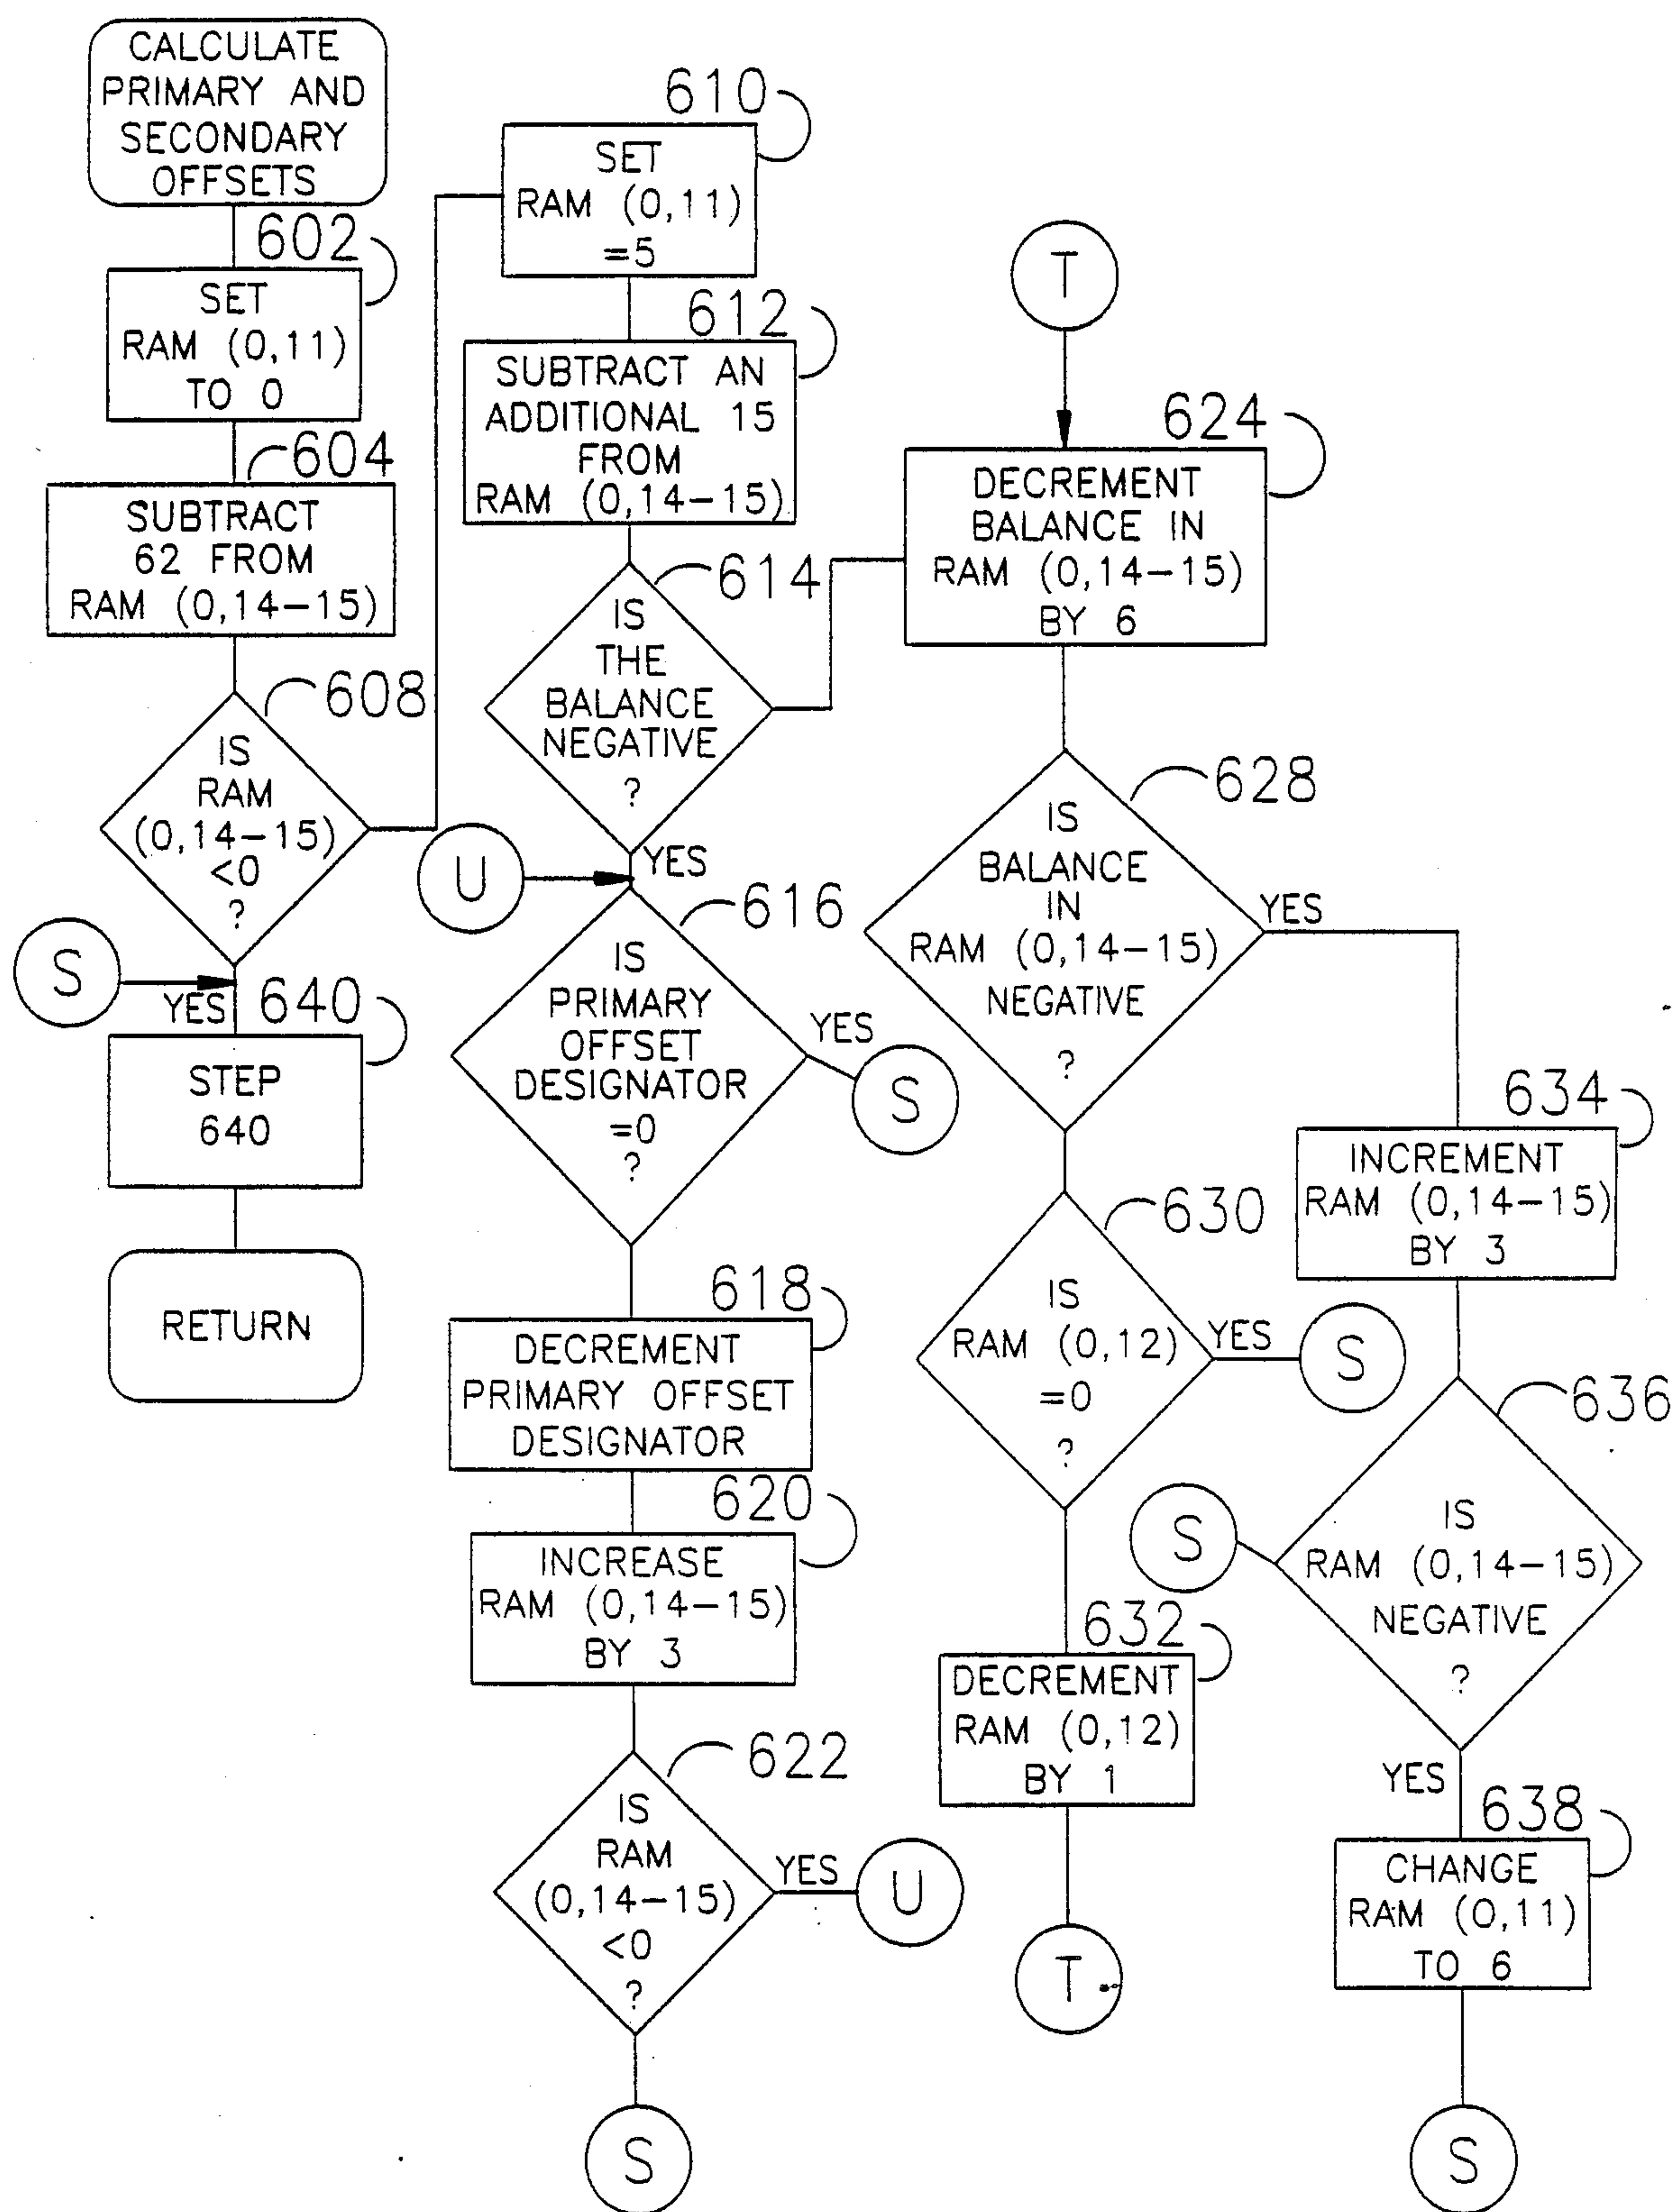 CALCULATE
PRIMARY AND
SECONDARY
OFFSETS
602
SET
RAM (0,11)
TO 0
604
SUBTRACT
62 FROM
RAM (0,14-15)
608
IS
RAM
(0,14-15)
<0
?
S
YES
640
STEP
640
RETURN
610
SET
RAM (0,11)
=5
612
SUBTRACT AN
ADDITIONAL 15
FROM
RAM (0,14-15)
614
IS
THE
BALANCE
NEGATIVE
?
U
YES
616
IS
PRIMARY
OFFSET
DESIGNATOR
=0
?
YES
S
618
DECREMENT
PRIMARY OFFSET
DESIGNATOR
620
INCREASE
RAM (0,14-15)
BY 3
622
IS
RAM
(0,14-15)
<0
?
YES
U
S
T
624
DECREMENT
BALANCE IN
RAM (0,14-15)
BY 6
628
IS
BALANCE
IN
RAM (0,14-15)
NEGATIVE
?
YES
630
IS
RAM (0,12)
=0
?
YES
S
632
DECREMENT
RAM (0,12)
BY 1
T
634
INCREMENT
RAM (0,14-15)
BY 3
636
IS
RAM (0,14-15)
NEGATIVE
?
S
YES
638
CHANGE
RAM (0,11)
TO 6
S